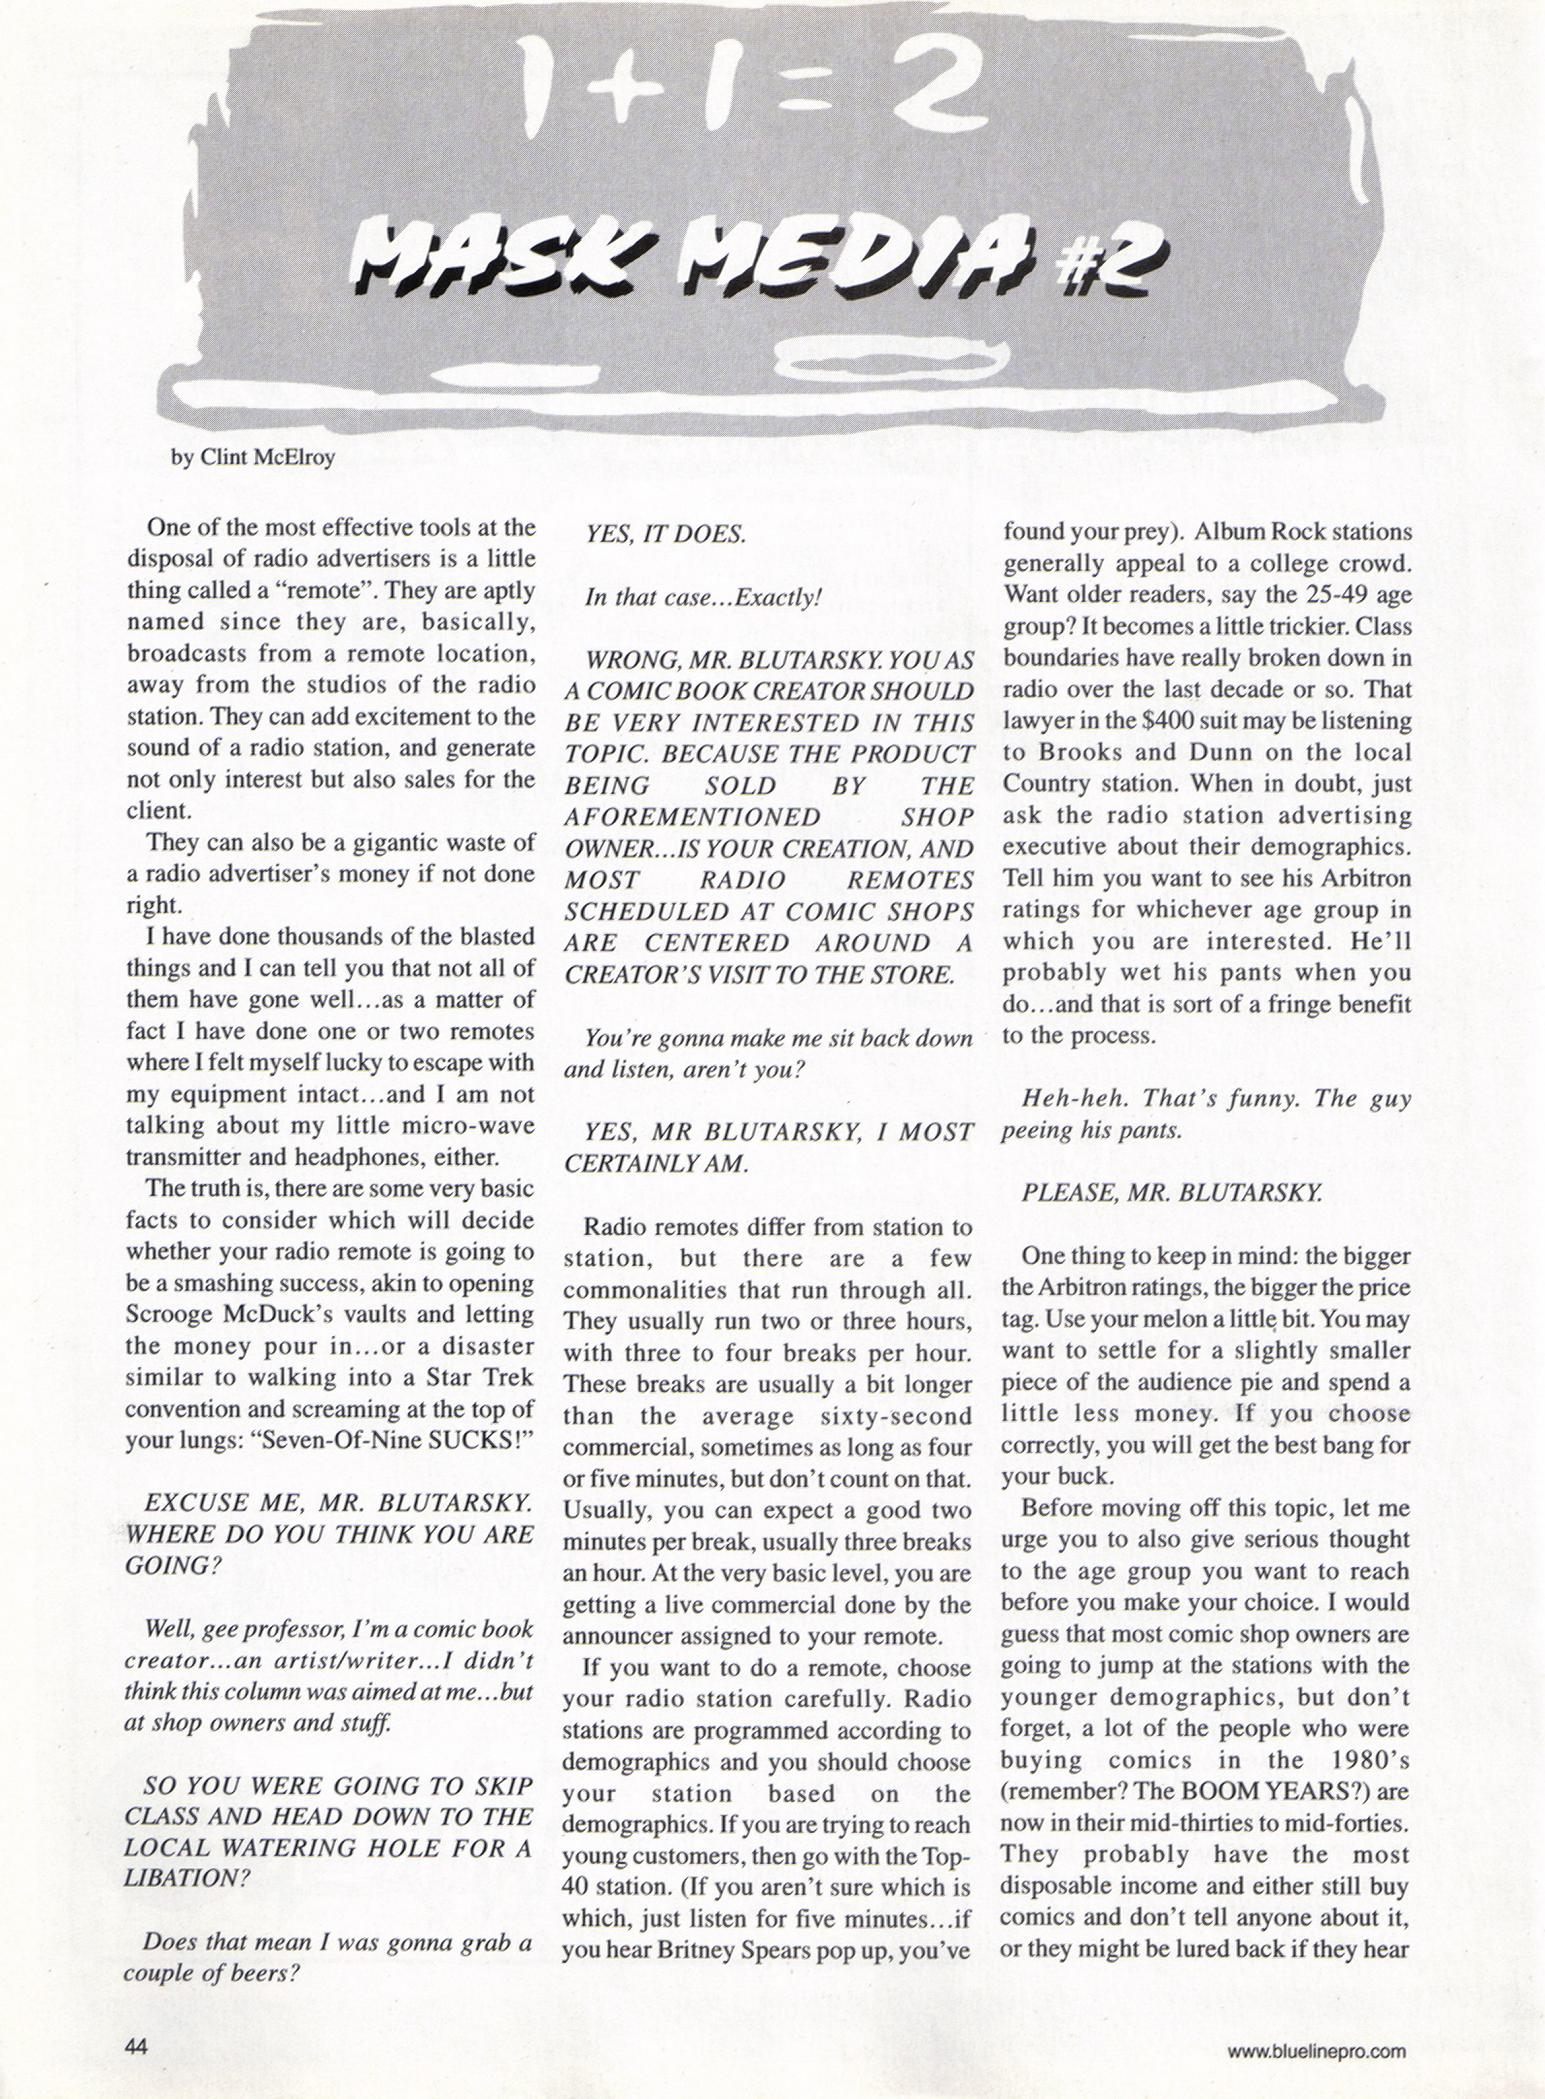 1 + 1 = 2
MASK MEDIA #2
by Clint McElroy
One of the most effective tools at the
disposal of radio advertisers is a little
thing called a “remote”. They are aptly
named since they are, basically,
broadcasts from a remote location,
away from the studios of the radio
station. They can add excitement to the
sound of a radio station, and generate
not only interest but also sales for the
client.
They can also be a gigantic waste of
a radio advertiser’s money if not done
right.
I have done thousands of the blasted
things and I can tell you that not all of
them have gone well…as a matter of
fact I have done one or two remotes
where I felt myself lucky to escape with
my equipment intact…and I am not
talking about my little micro-wave
transmitter and headphones, either.
The truth is, there are some very basic
facts to consider which will decide
whether your radio remote is going to
be a smashing success, akin to opening
Scrooge McDuck’s vaults and letting
the money pour in…or a disaster
similar to walking into a Star Trek
convention and screaming at the top of
your lungs: “Seven-Of-Nine SUCKS!”
EXCUSE ME, MR. BLUTARSKY.
WHERE DO YOU THINK YOU ARE
GOING?
Well, gee professor, I’m a comic book
creator…an artist/writer…I didn’t
think this column was aimed at me…but
at shop owners and stuff.
SO YOU WERE GOING TO SKIP
CLASS AND HEAD DOWN TO THE
LOCAL WATERING HOLE FOR A
LIBATION?
Does that mean I was gonna grab a
couple of beers?
YES, IT DOES.
In that case…Exactly!
WRONG, MR. BLUTARSKY. YOU AS
A COMIC BOOK CREATOR SHOULD
BE VERY INTERESTED IN THIS
TOPIC. BECAUSE THE PRODUCT
BEING SOLD BY THE
AFOREMENTIONED SHOP
OWNER…IS YOUR CREATION, AND
MOST RADIO REMOTES
SCHEDULED AT COMIC SHOPS
ARE CENTERED AROUND A
CREATOR’S VISIT TO THE STORE.
You’re gonna make me sit back down
and listen, aren’t you?
YES, MR BLUTARSKY, I MOST
CERTAINLY AM.
Radio remotes differ from station to
station, but there are a few
commonalities that run through all.
They usually run two or three hours,
with three to four breaks per hour.
These breaks are usually a bit longer
than the average sixty-second
commercial, sometimes as long as four
or five minutes, but don’t count on that.
Usually, you can expect a good two
minutes per break, usually three breaks
an hour. At the very basic level, you are
getting a live commercial done by the
announcer assigned to your remote.
If you want to do a remote, choose
your radio station carefully. Radio
stations are programmed according to
demographics and you should choose
your station based on the
demographics. If you are trying to reach
young customers, then go with the Top-
40 station. (If you aren’t sure which is
which, just listen for five minutes…if
you hear Britney Spears pop up, you’ve
found your prey). Album Rock stations
generally appeal to a college crowd.
Want older readers, say the 25-49 age
group? It becomes a little trickier. Class
boundaries have really broken down in
radio over the last decade or so. That
lawyer in the $400 suit may be listening
to Brooks and Dunn on the local
Country station. When in doubt, just
ask the radio station advertising
executive about their demographics.
Tell him you want to see his Arbitron
ratings for whichever age group in
which you are interested. He’ll
probably wet his pants when you
do…and that is sort of a fringe benefit
to the process.
Heh-heh. That’s funny. The guy
peeing his pants.
PLEASE, MR. BLUTARSKY.
One thing to keep in mind: the bigger
the Arbitron ratings, the bigger the price
tag. Use your melon a little bit. You may
want to settle for a slightly smaller
piece of the audience pie and spend a
little less money. If you choose
correctly, you will get the best bang for
your buck.
Before moving off this topic, let me
urge you to also give serious thought
to the age group you want to reach
before you make your choice. I would
guess that most comic shop owners are
going to jump at the stations with the
younger demographics, but don’t
forget, a lot of the people who were
buying comics in the 1980’s
(remember? The BOOM YEARS?) are
now in their mid-thirties to mid-forties.
They probably have the most
disposable income and either still buy
comics and don’t tell anyone about it,
or they might be lured back if they hear
44
www.bluelinepro.com